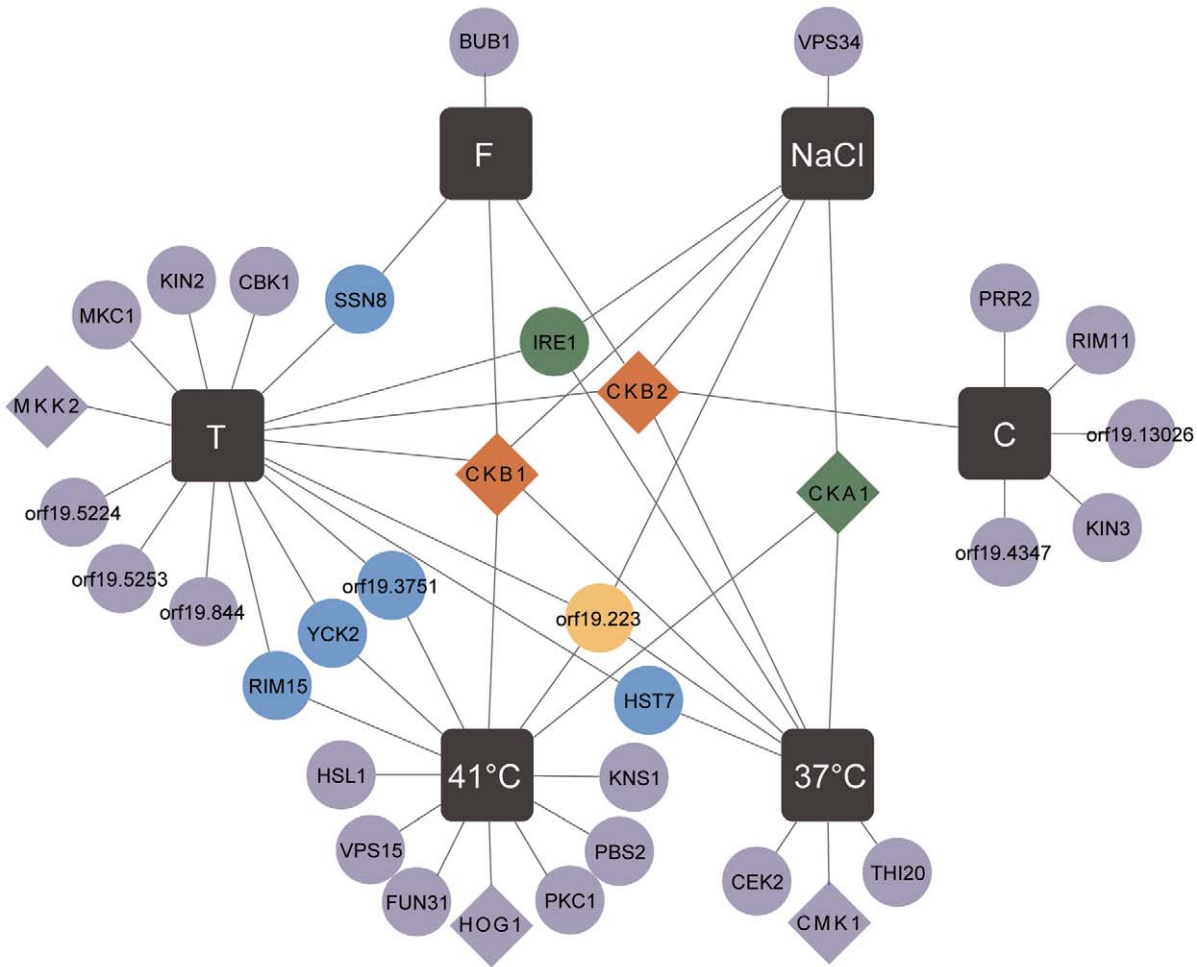 BUB1
VPS34
F
NaCl
KIN2
CBK1
SSN8
PRR2
MKC1
RIM11
IRE1
MKK2
CKB2
T
C
orf19.13026
CKB1
CKA1
orf19.5224
KIN3
orf19.4347
orf19.5253
orf19.3751
orf19.844
orf19.223
YCK2
RIM15
HST7
HSL1
41°C
KNS1
37°C
VPS15
PBS2
CEK2
THI20
FUN31
PKC1
HOG1
CMK1